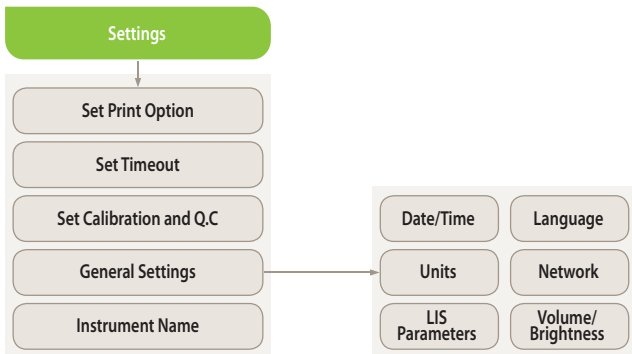 Settings
Set Print Option
Set Timeout
Set Calibration and Q.C
General Settings
Instrument Name
Date/Time
Language
Units
Network
LIS
Parameters
Volume/
Brightness